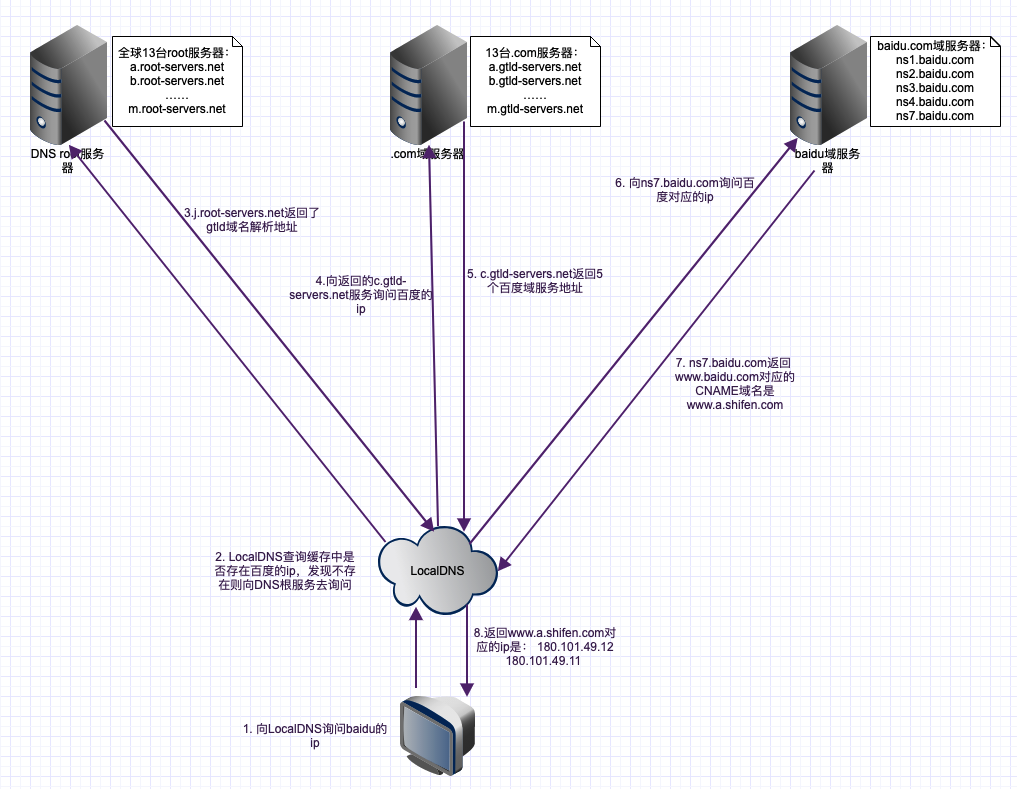 全球13台root服务器：
a.root-servers.net
b.root-servers.net
......
m.root-servers.net
DNS root服务
器
13台.com服务器：
a.gtld-servers.net
b.gtld-servers.net
......
m.gtld-servers.net
.com域服务器
baidu.com域服务器：
ns1.baidu.com
ns2.baidu.com
ns3.baidu.com
ns4.baidu.com
ns7.baidu.com
baidu域服务
器
3.j.root-servers.net返回了
gtld域名解析地址
4.向返回的c.gtld-
servers.net服务询问百度的
ip
5. c.gtld-servers.net返回5
个百度域服务地址
6. 向ns7.baidu.com询问百
度对应的ip
7. ns7.baidu.com返回
www.baidu.com对应的
CNAME域名是
www.a.shifen.com
2. LocalDNS查询缓存中是
否存在百度的ip，发现不存
在则向DNS根服务去询问
LocalDNS
8.返回www.a.shifen.com对
应的ip是： 180.101.49.12
180.101.49.11
1. 向LocalDNS询问baidu的
ip